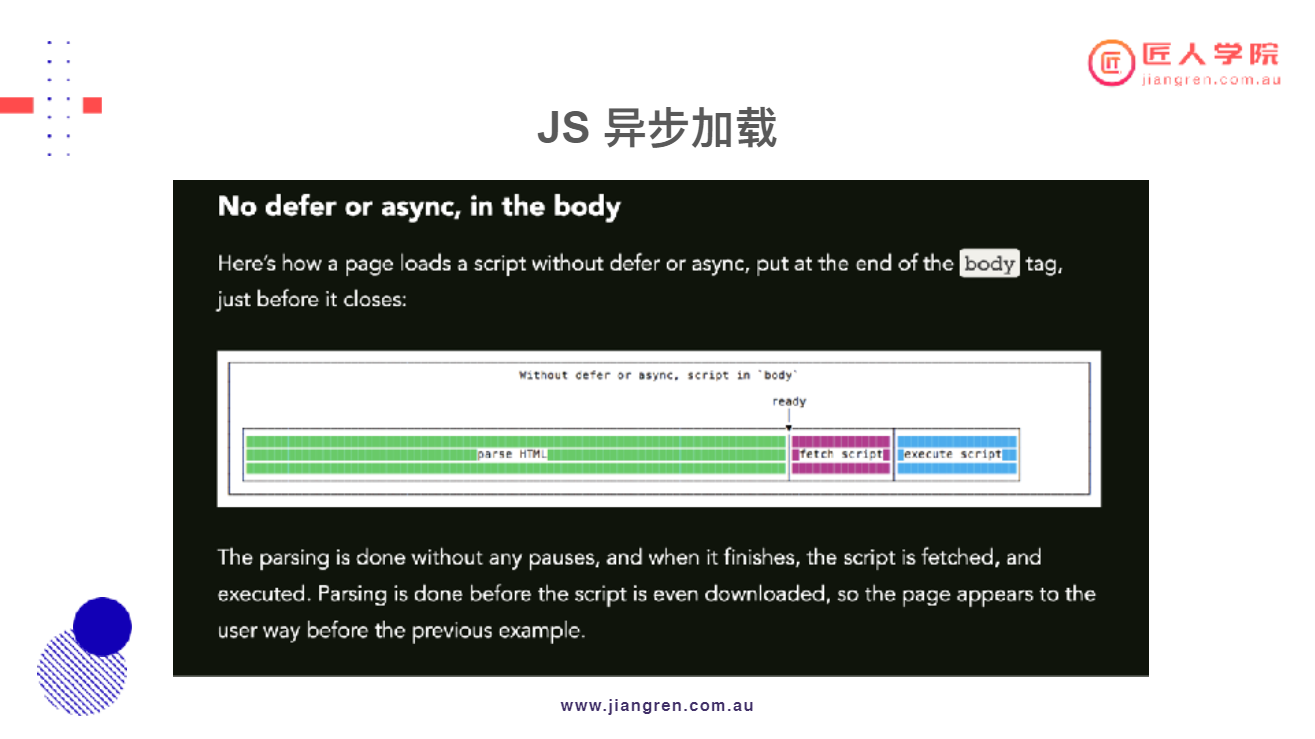 匠人学院
jiangren.com.au
JS 异步加载
No defer or async, in the body
Here's how a page loads a script without defer or async, put at the end of the body tag,
just before it closes:
Without defer or async, script in `body`
ready
parse HTML fetch script execute script
The parsing is done without any pauses, and when it finishes, the script is fetched, and
executed. Parsing is done before the script is even downloaded, so the page appears to the
user way before the previous example.
www.jiangren.com.au